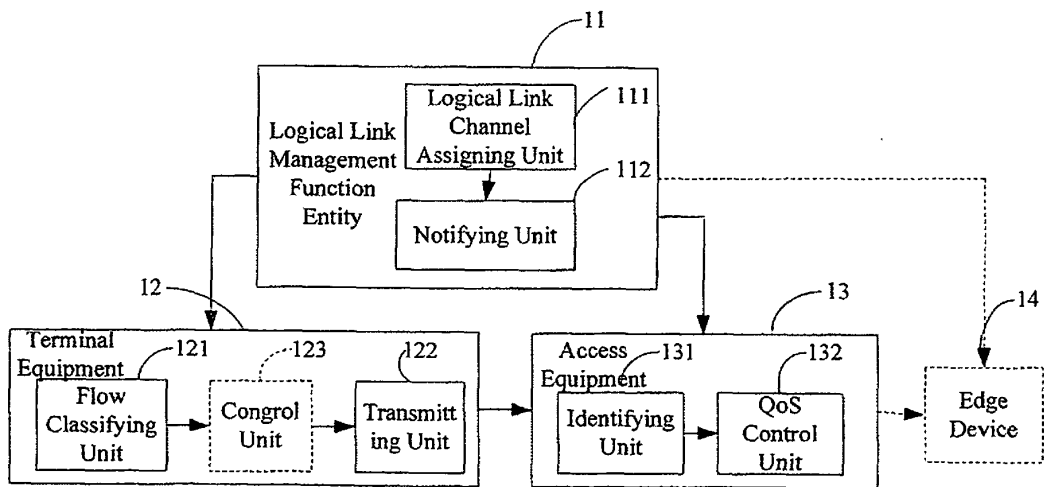 11
Logical Link
Channel
Assigning Unit
111
Logical Link
Management
Function
Entity
112
Notifying Unit
12
13
14
Terminal
Equipment
121
123
122
Flow
Classifying
Unit
Congrol
Unit
Transmitt
ing Unit
Access
Equipment
131
132
Identifying
Unit
QoS
Control
Unit
Edge
Device